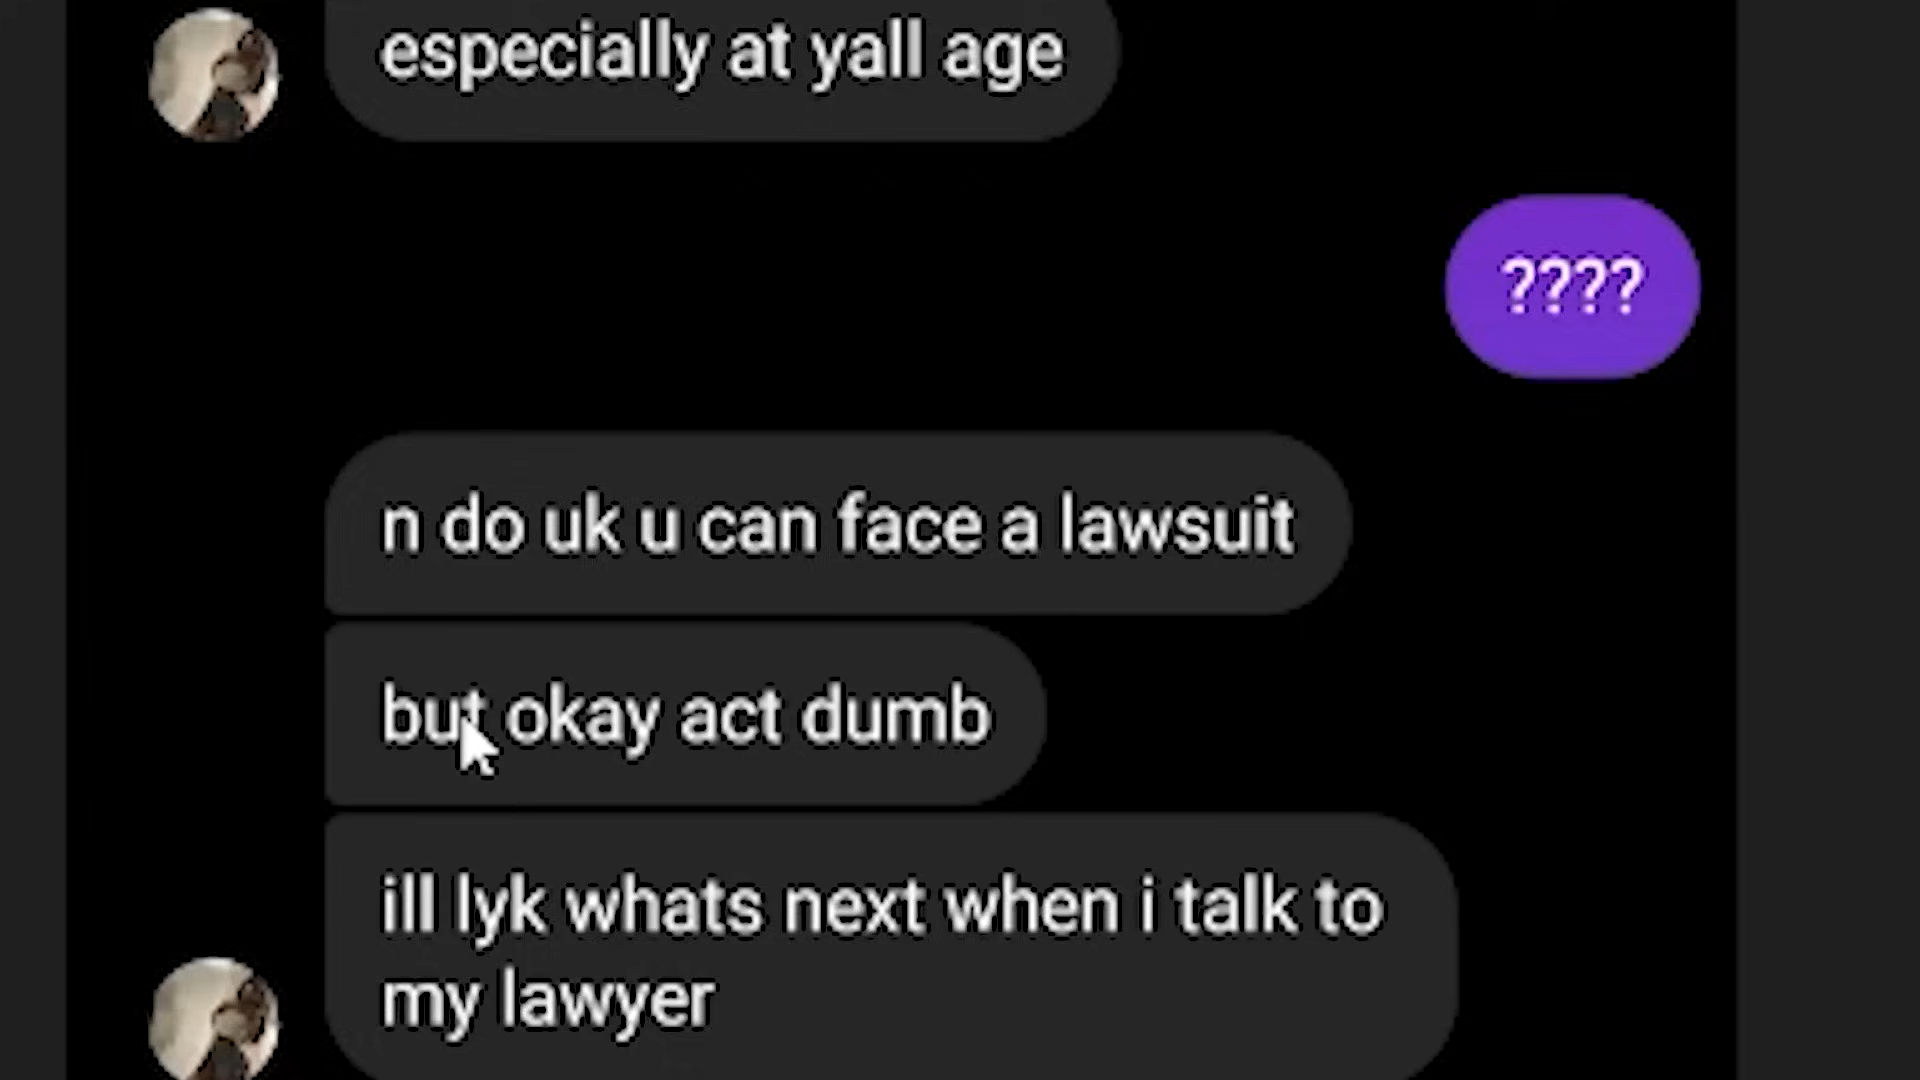 especially at yall age
????
n do uk u can face a lawsuit
but okay act dumb
ill lyk whats next when i talk to
my lawyer